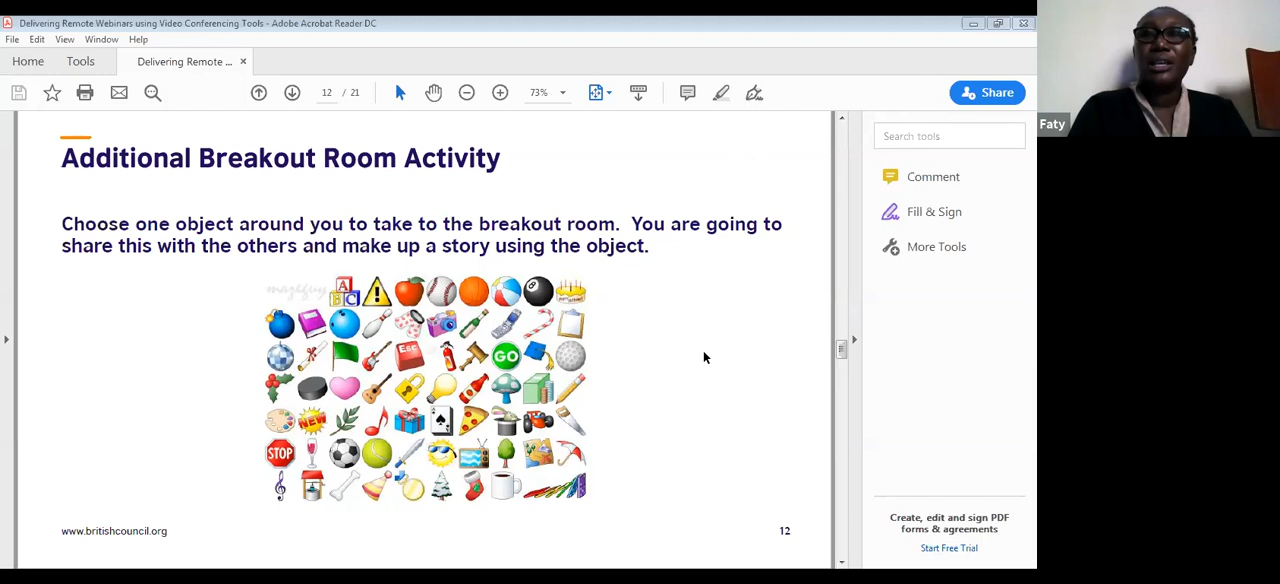 Delivering Remote Webinars using Video Conferencing Tools - Adobe Acrobat Reader DC
File Edit View Window Help
Home Tools Delivering Remote ... ×
12 / 21 73% Share
Faty
Search tools
Comment
Fill & Sign
More Tools
Additional Breakout Room Activity
Choose one object around you to take to the breakout room. You are going to
share this with the others and make up a story using the object.
A
B C
8
Esc
GO
NEW
STOP
www.britishcouncil.org 12
Create, edit and sign PDF
forms & agreements
Start Free Trial